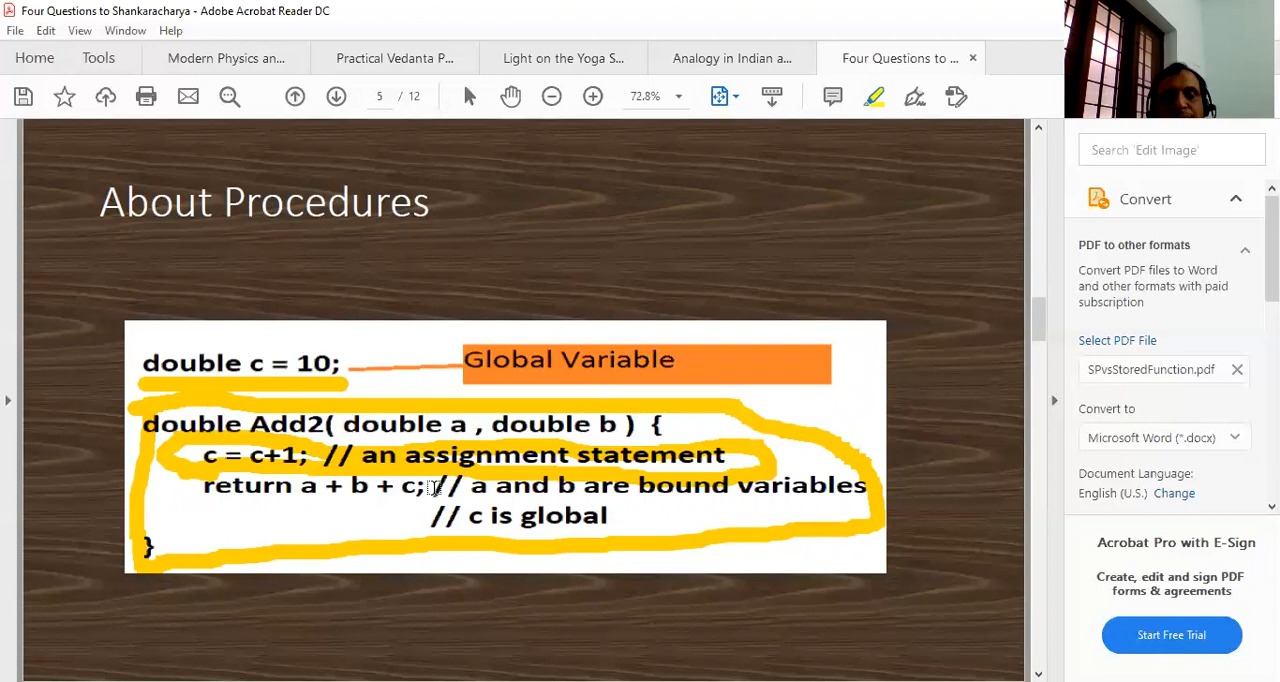 Four Questions to Shankaracharya - Adobe Acrobat Reader DC
File Edit View Window Help
Home Tools Modern Physics an... Practical Vedanta P... Light on the Yoga S... Analogy in Indian a... Four Questions to ... ×
5 / 12 72.8%
About Procedures
double c = 10; Global Variable
double Add2( double a , double b ) {
c = c+1; // an assignment statement
return a + b + c; // a and b are bound variables
// c is global
}
Search 'Edit Image'
Convert
PDF to other formats
Convert PDF files to Word
and other formats with paid
subscription
Select PDF File
SPvsStoredFunction.pdf
Convert to
Microsoft Word (*.docx)
Document Language:
English (U.S.) Change
Acrobat Pro with E-Sign
Create, edit and sign PDF
forms & agreements
Start Free Trial